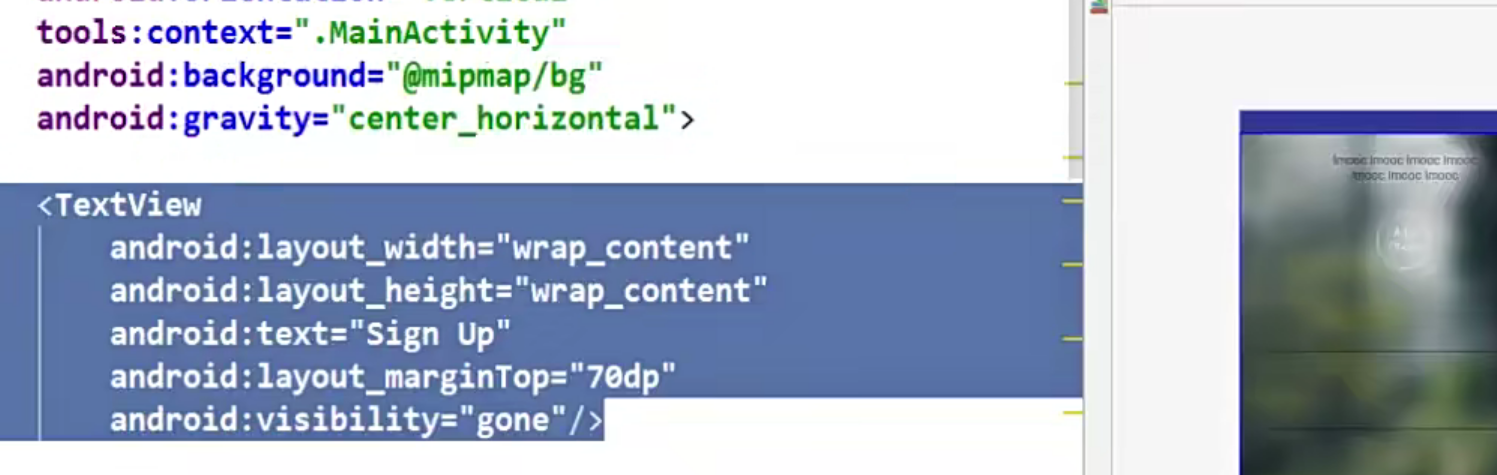 tools:context=".MainActivity"
android:background="@mipmap/bg"
android:gravity="center_horizontal">
<TextView
android:layout_width="wrap_content"
android:layout_height="wrap_content"
android:text="Sign Up"
android:layout_marginTop="70dp"
android:visibility="gone"/>
Imooc Imooc Imooc Imooc
Imooc Imooc Imooc